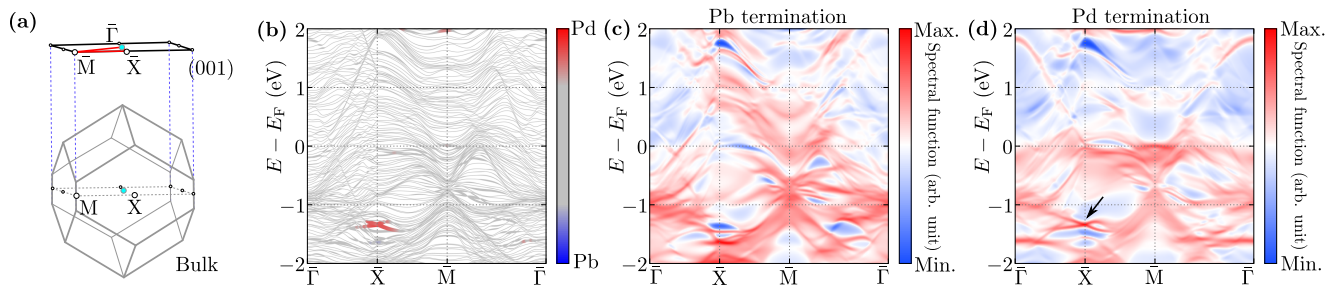 (a)
Γ̄
M̄
X̄
(001)
M
X
Bulk
(b)
E − E_F (eV)
2
1
0
−1
−2
Γ̄
X̄
M̄
Γ̄
Pd
Pb
(c)
Pb termination
E − E_F (eV)
2
1
0
−1
−2
Γ̄
X̄
M̄
Γ̄
Max.
Spectral function (arb. unit)
Min.
(d)
Pd termination
E − E_F (eV)
2
1
0
−1
−2
Γ̄
X̄
M̄
Γ̄
Max.
Spectral function (arb. unit)
Min.